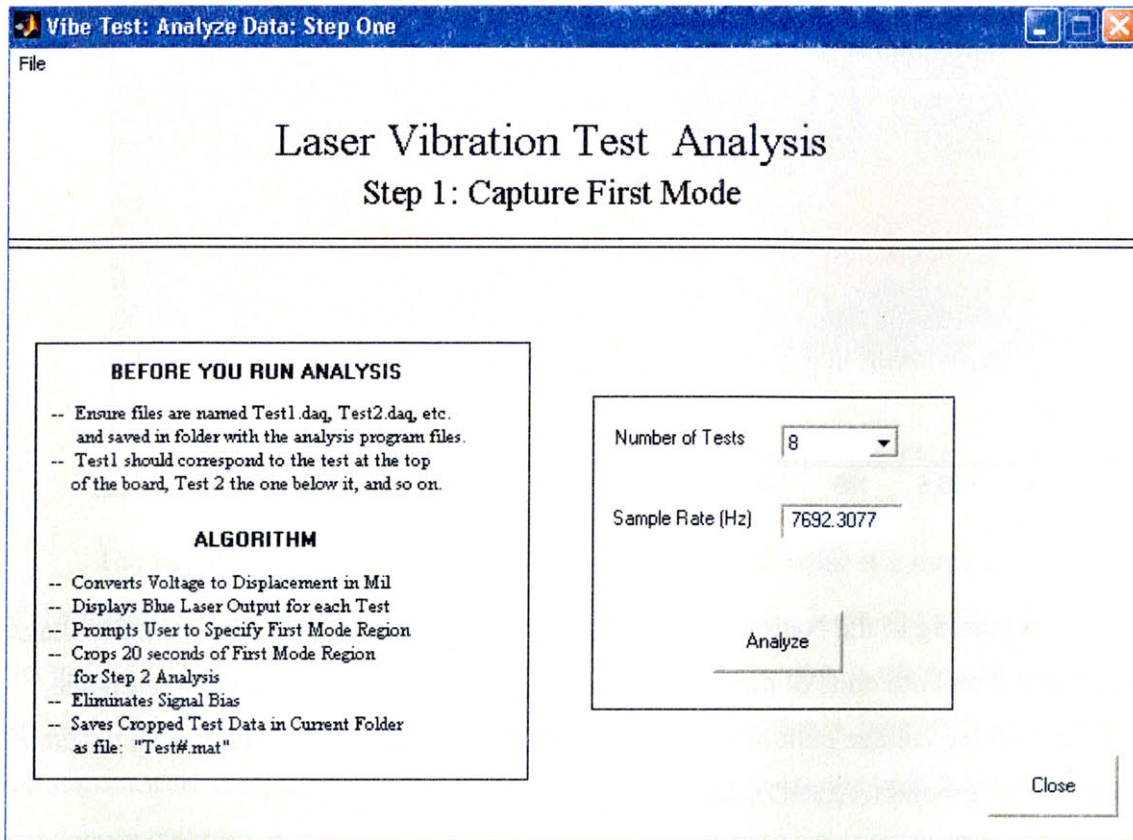 Vibe Test: Analyze Data: Step One
File
Laser Vibration Test Analysis
Step 1: Capture First Mode
BEFORE YOU RUN ANALYSIS
-- Ensure files are named Test1.daq, Test2.daq, etc.
and saved in folder with the analysis program files.
-- Test1 should correspond to the test at the top
of the board, Test 2 the one below it, and so on.
ALGORITHM
-- Converts Voltage to Displacement in Mil
-- Displays Blue Laser Output for each Test
-- Prompts User to Specify First Mode Region
-- Crops 20 seconds of First Mode Region
for Step 2 Analysis
-- Eliminates Signal Bias
-- Saves Cropped Test Data in Current Folder
as file: "Test#.mat"
Number of Tests 8
Sample Rate (Hz) 7692.3077
Analyze
Close